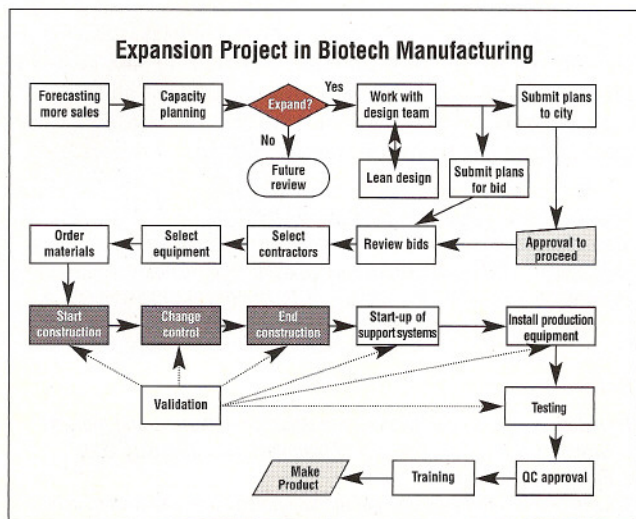 Expansion Project in Biotech Manufacturing
Forecasting
more sales
Capacity
planning
Expand?
Yes
No
Future
review
Work with
design team
Lean design
Submit plans
to city
Submit plans
for bid
Approval to
proceed
Review bids
Select
contractors
Select
equipment
Order
materials
Start
construction
Change
control
End
construction
Start-up of
support systems
Install production
equipment
Validation
Testing
QC approval
Training
Make
Product